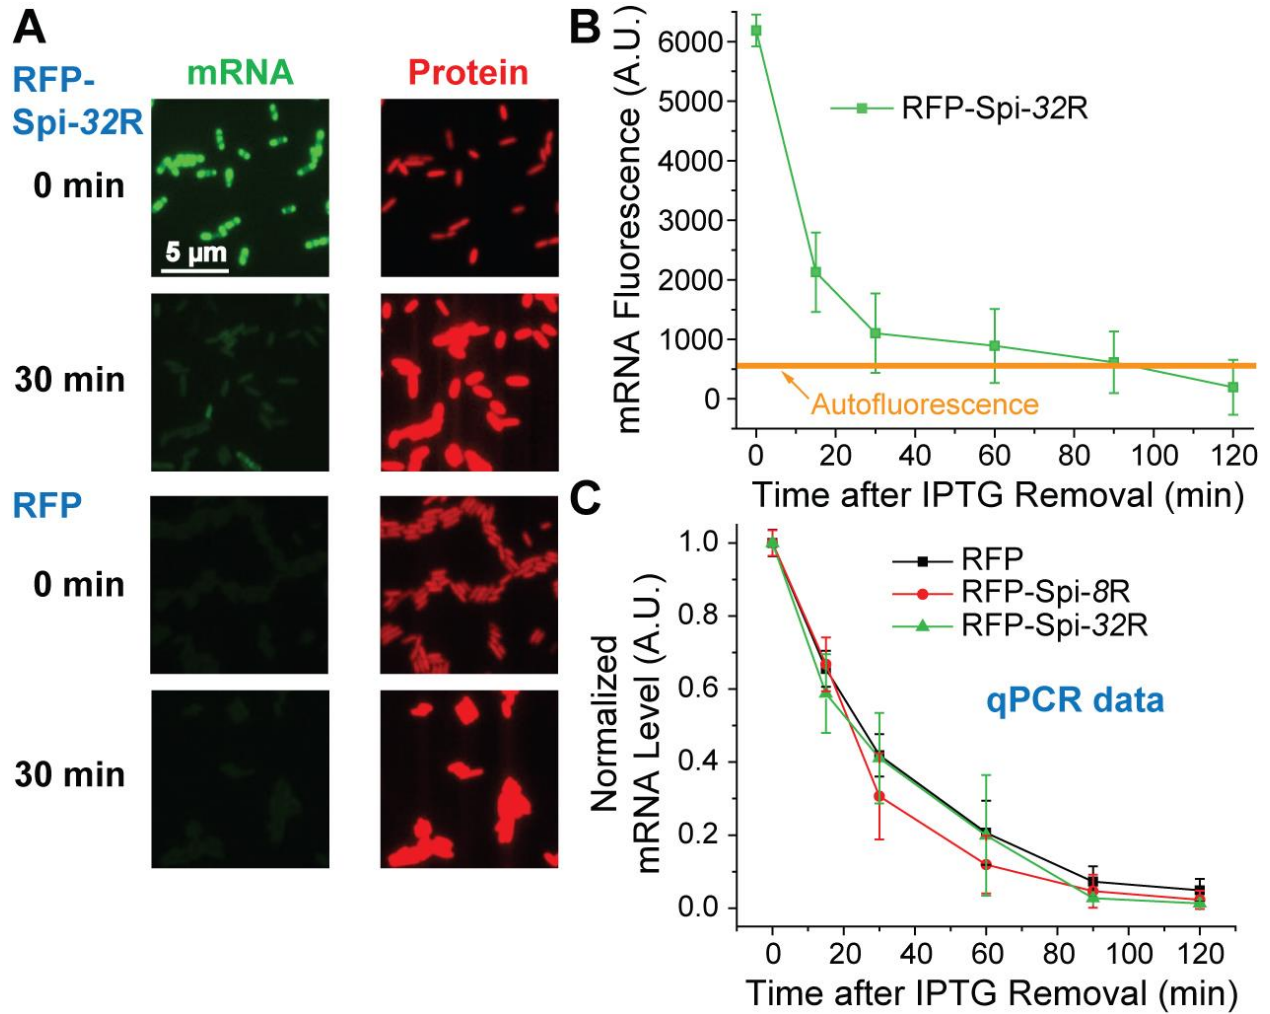 A
RFP-
Spi-32R
mRNA
Protein
0 min
5 µm
30 min
RFP
0 min
30 min
B
mRNA Fluorescence (A.U.)
6000
5000
4000
3000
2000
1000
0
RFP-Spi-32R
Autofluorescence
0 20 40 60 80 100 120
Time after IPTG Removal (min)
C
Normalized
mRNA Level (A.U.)
1.0
0.8
0.6
0.4
0.2
0.0
RFP
RFP-Spi-8R
RFP-Spi-32R
qPCR data
0 20 40 60 80 100 120
Time after IPTG Removal (min)